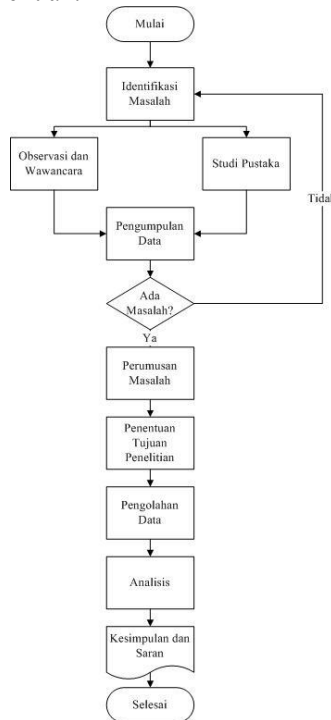 Mulai
Identifikasi
Masalah
Observasi dan
Wawancara
Studi Pustaka
Tidak
Pengumpulan
Data
Ada
Masalah?
Ya
Perumusan
Masalah
Penentuan
Tujuan
Penelitian
Pengolahan
Data
Analisis
Kesimpulan dan
Saran
Selesai